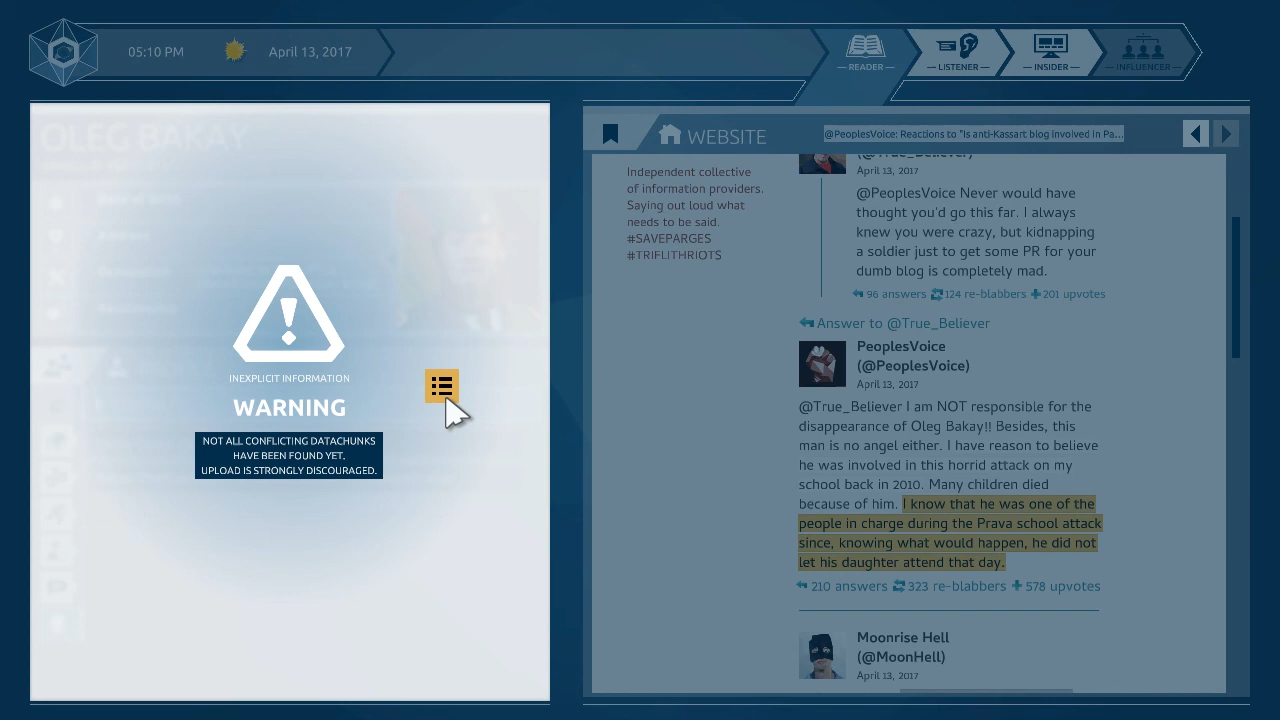 05:10 PM
April 13, 2017
READER
LISTENER
INSIDER
INFLUENCER
OLEG BAKAY
INEXPLICIT INFORMATION
WARNING
NOT ALL CONFLICTING DATACHUNKS
HAVE BEEN FOUND YET.
UPLOAD IS STRONGLY DISCOURAGED.
WEBSITE
@PeoplesVoice: Reactions to "Is anti-Kassart blog involved in Pa...
Independent collective
of information providers.
Saying out loud what
needs to be said.
#SAVEPARGES
#TRIFLITHRIOTS
(@True_Believer)
April 13, 2017
@PeoplesVoice Never would have
thought you'd go this far. I always
knew you were crazy, but kidnapping
a soldier just to get some PR for your
dumb blog is completely mad.
96 answers 124 re-blabbers 201 upvotes
Answer to @True_Believer
PeoplesVoice
(@PeoplesVoice)
April 13, 2017
@True_Believer I am NOT responsible for the
disappearance of Oleg Bakay!! Besides, this
man is no angel either. I have reason to believe
he was involved in this horrid attack on my
school back in 2010. Many children died
because of him. I know that he was one of the
people in charge during the Prava school attack
since, knowing what would happen, he did not
let his daughter attend that day.
210 answers 323 re-blabbers 578 upvotes
Moonrise Hell
(@MoonHell)
April 13, 2017